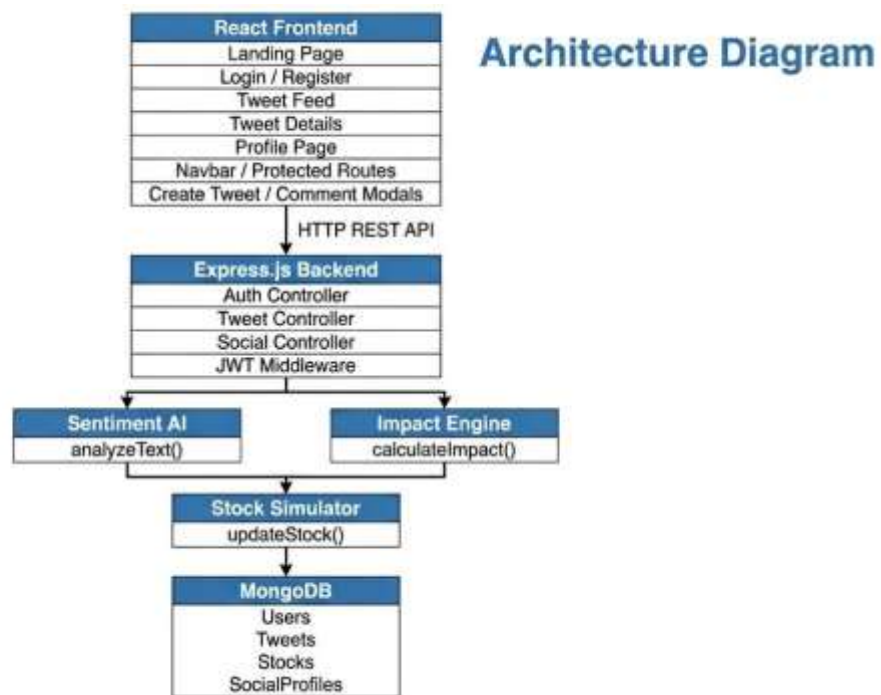 Architecture Diagram
React Frontend
Landing Page
Login / Register
Tweet Feed
Tweet Details
Profile Page
Navbar / Protected Routes
Create Tweet / Comment Modals
HTTP REST API
Express.js Backend
Auth Controller
Tweet Controller
Social Controller
JWT Middleware
Sentiment AI
analyzeText()
Impact Engine
calculateImpact()
Stock Simulator
updateStock()
MongoDB
Users
Tweets
Stocks
SocialProfiles